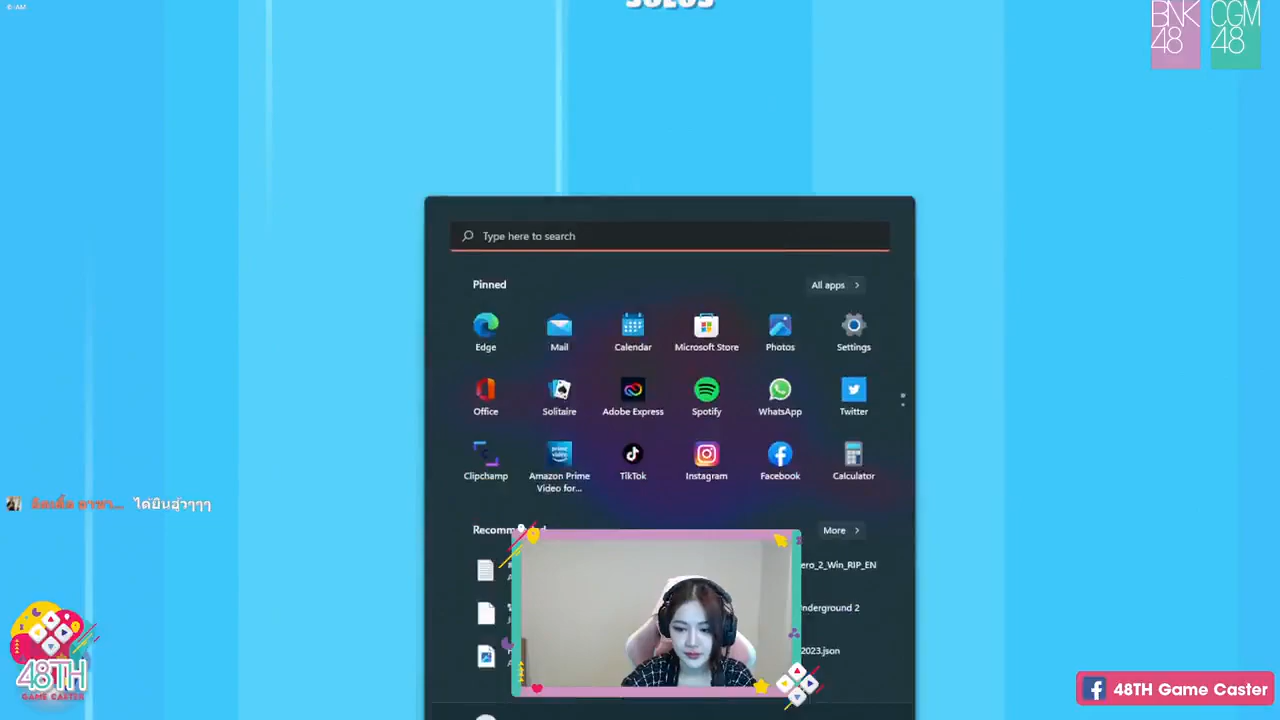 BNK
48
CGM
48
Type here to search
Pinned
All apps
Edge
Mail
Calendar
Microsoft Store
Photos
Settings
Office
Solitaire
Adobe Express
Spotify
WhatsApp
Twitter
Clipchamp
Amazon Prime
Video for...
TikTok
Instagram
Facebook
Calculator
ได้ยินฮู้วๆๆๆ
More
ero_2_Win_RIP_EN
nderground 2
2023.json
48TH
GAME CASTER
48TH Game Caster